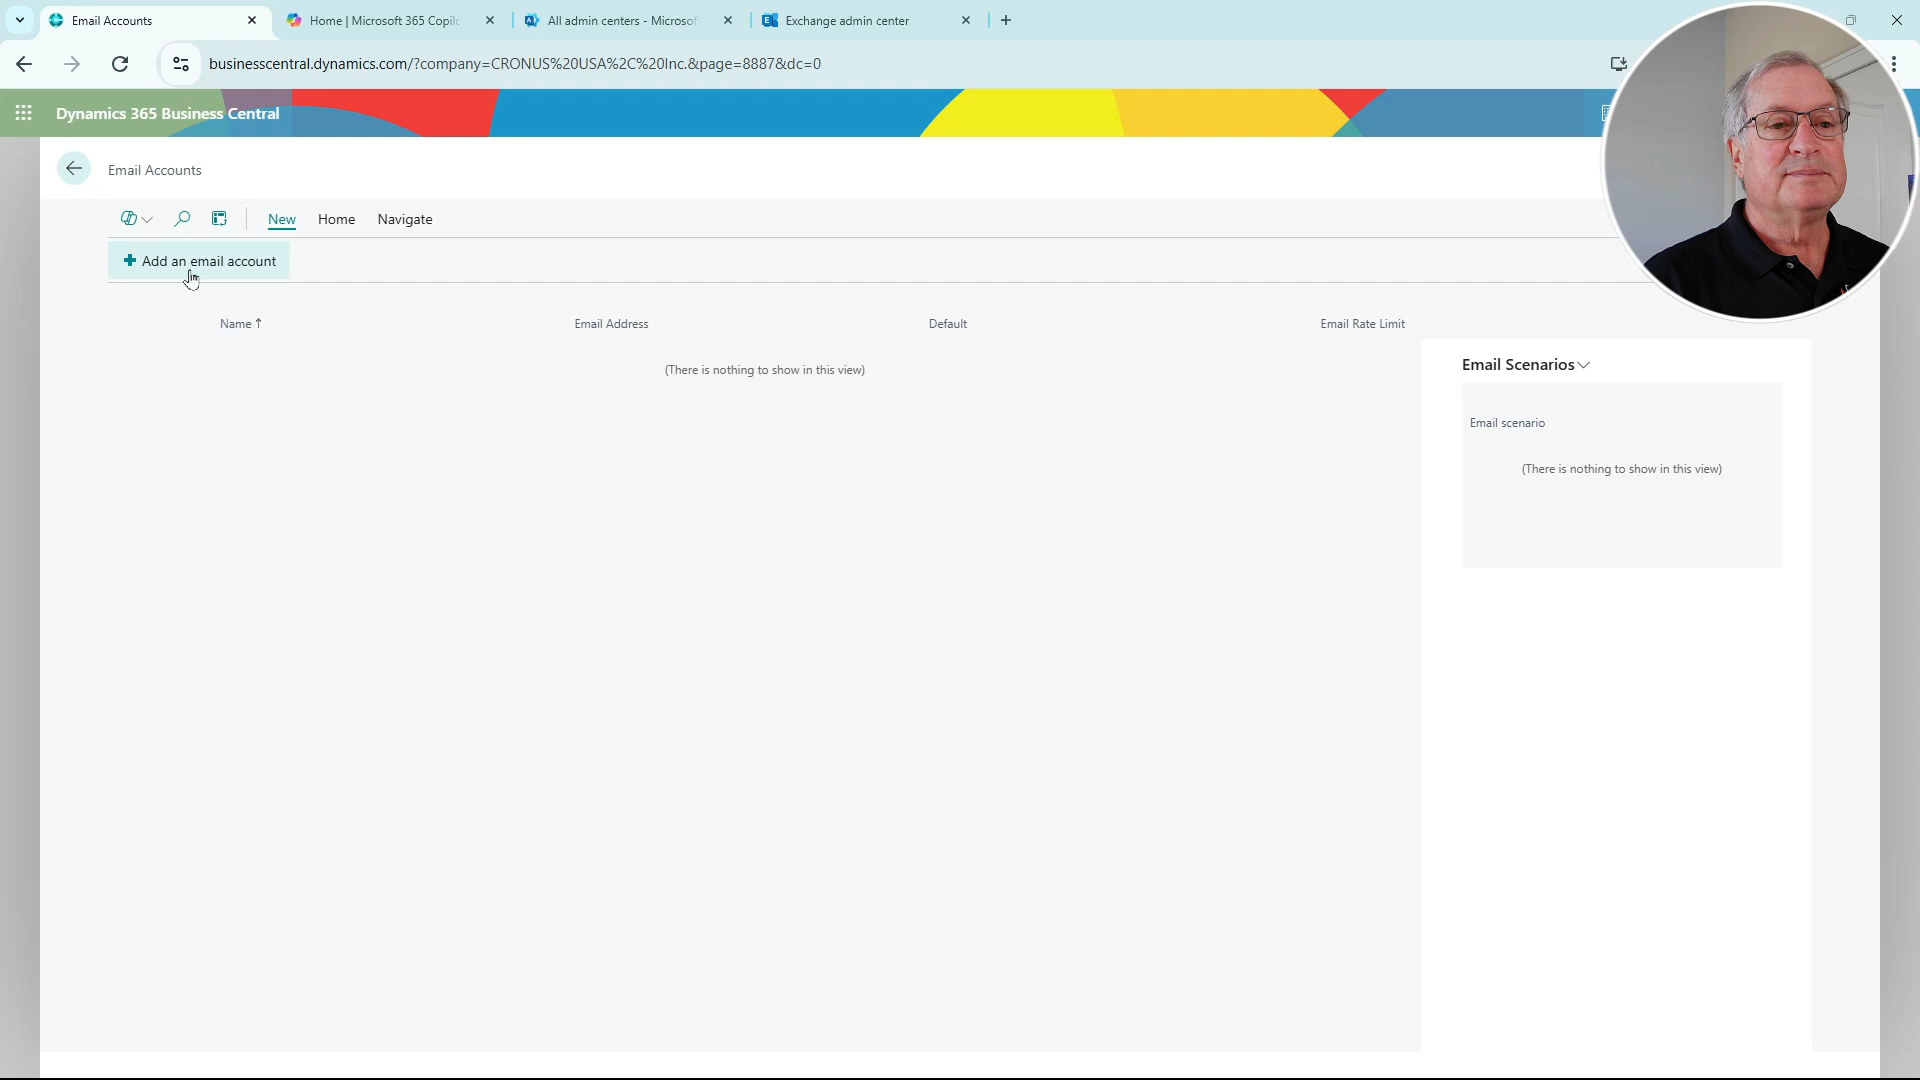 Email Accounts
Home | Microsoft 365 Copilo
All admin centers - Microsof
Exchange admin center
businesscentral.dynamics.com/?company=CRONUS%20USA%2C%20Inc.&page=8887&dc=0
Dynamics 365 Business Central
Email Accounts
New
Home
Navigate
Add an email account
Name ↑
Email Address
Default
Email Rate Limit
(There is nothing to show in this view)
Email Scenarios
Email scenario
(There is nothing to show in this view)